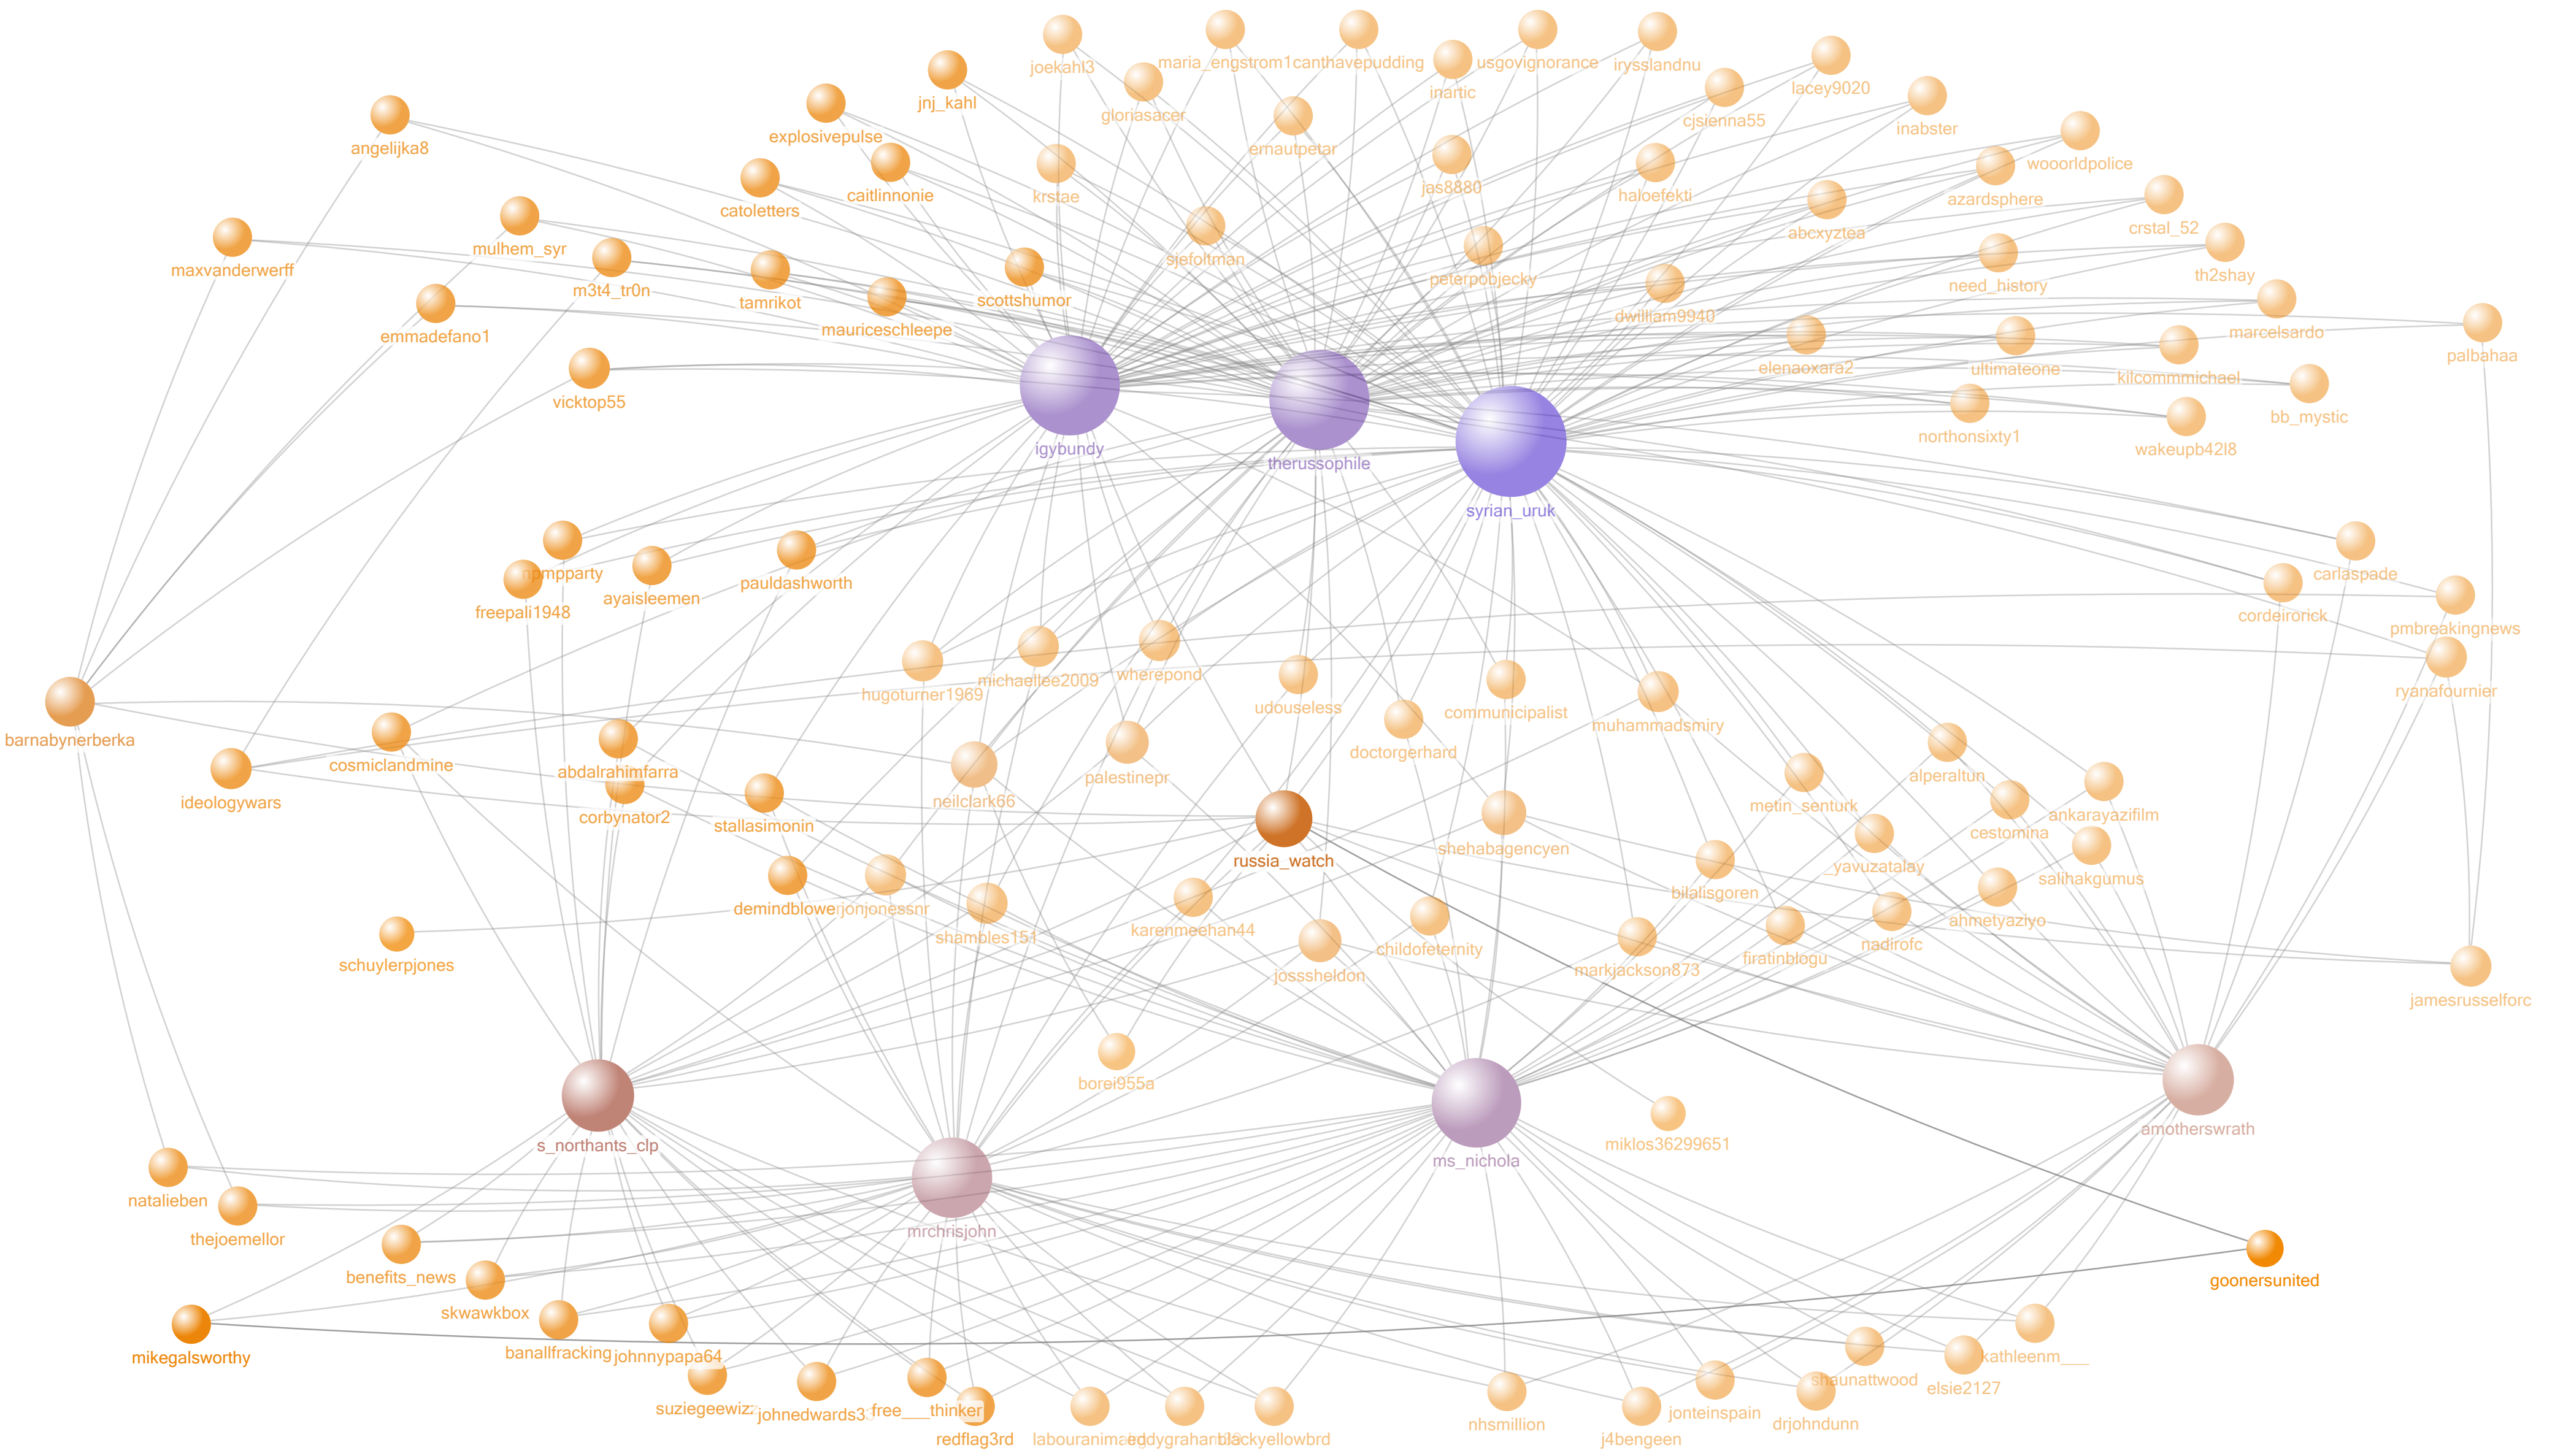 joekahl3
maria_engstrom1
canthavepudding
inartic
usgovignorance
irysslandnu
lacey9020
jnj_kahl
gloriasacer
cjsienna55
inabster
explosivepulse
angelijka8
ernautpetar
wooorldpolice
caitlinnonie
krstae
jas8880
haloefekti
azardsphere
catoletters
abcxyztea
crstal_52
mulhem_syr
maxvanderwerff
sjefoltman
peterpobjecky
need_history
th2shay
m3t4_tr0n
tamrikot
scottshumor
dwilliam9940
mauriceschleepe
emmadefano1
marcelsardo
palbahaa
elenaoxara2
ultimateone
kilcommmichael
vicktop55
bb_mystic
igybundy
therussophile
northonsixty1
wakeupb42l8
syrian_uruk
npmpparty
carlaspade
pauldashworth
ayaisleemen
freepali1948
cordeirorick
pmbreakingnews
hugoturner1969
michaellee2009
wherepond
udouseless
communicipalist
muhammadsmiry
ryanafournier
barnabynerberka
cosmiclandmine
abdalrahimfarra
palestinepr
doctorgerhard
alperaltun
ideologywars
corbynator2
stallasimonin
neilclark66
metin_senturk
cestomina
ankarayazifilm
russia_watch
shehabagencyen
_yavuzatalay
salihakgumus
bilalisgoren
demindblowe
jonjonessnr
shambles151
karenmeehan44
childofeternity
ahmetyaziyo
nadirofc
firatinblogu
markjackson873
schuylerpjones
josssheldon
jamesrusselforc
borei955a
s_northants_clp
miklos36299651
ms_nichola
amotherswrath
natalieben
thejoemellor
mrchrisjohn
benefits_news
goonersunited
skwawkbox
mikegalsworthy
banallfracking
johnnypapa64
kathleenm___
shaunattwood
elsie2127
suziegeewizz
johnedwards33
free___thinker
redflag3rd
blackyellowbrd
nhsmillion
j4bengeen
jonteinspain
drjohndunn